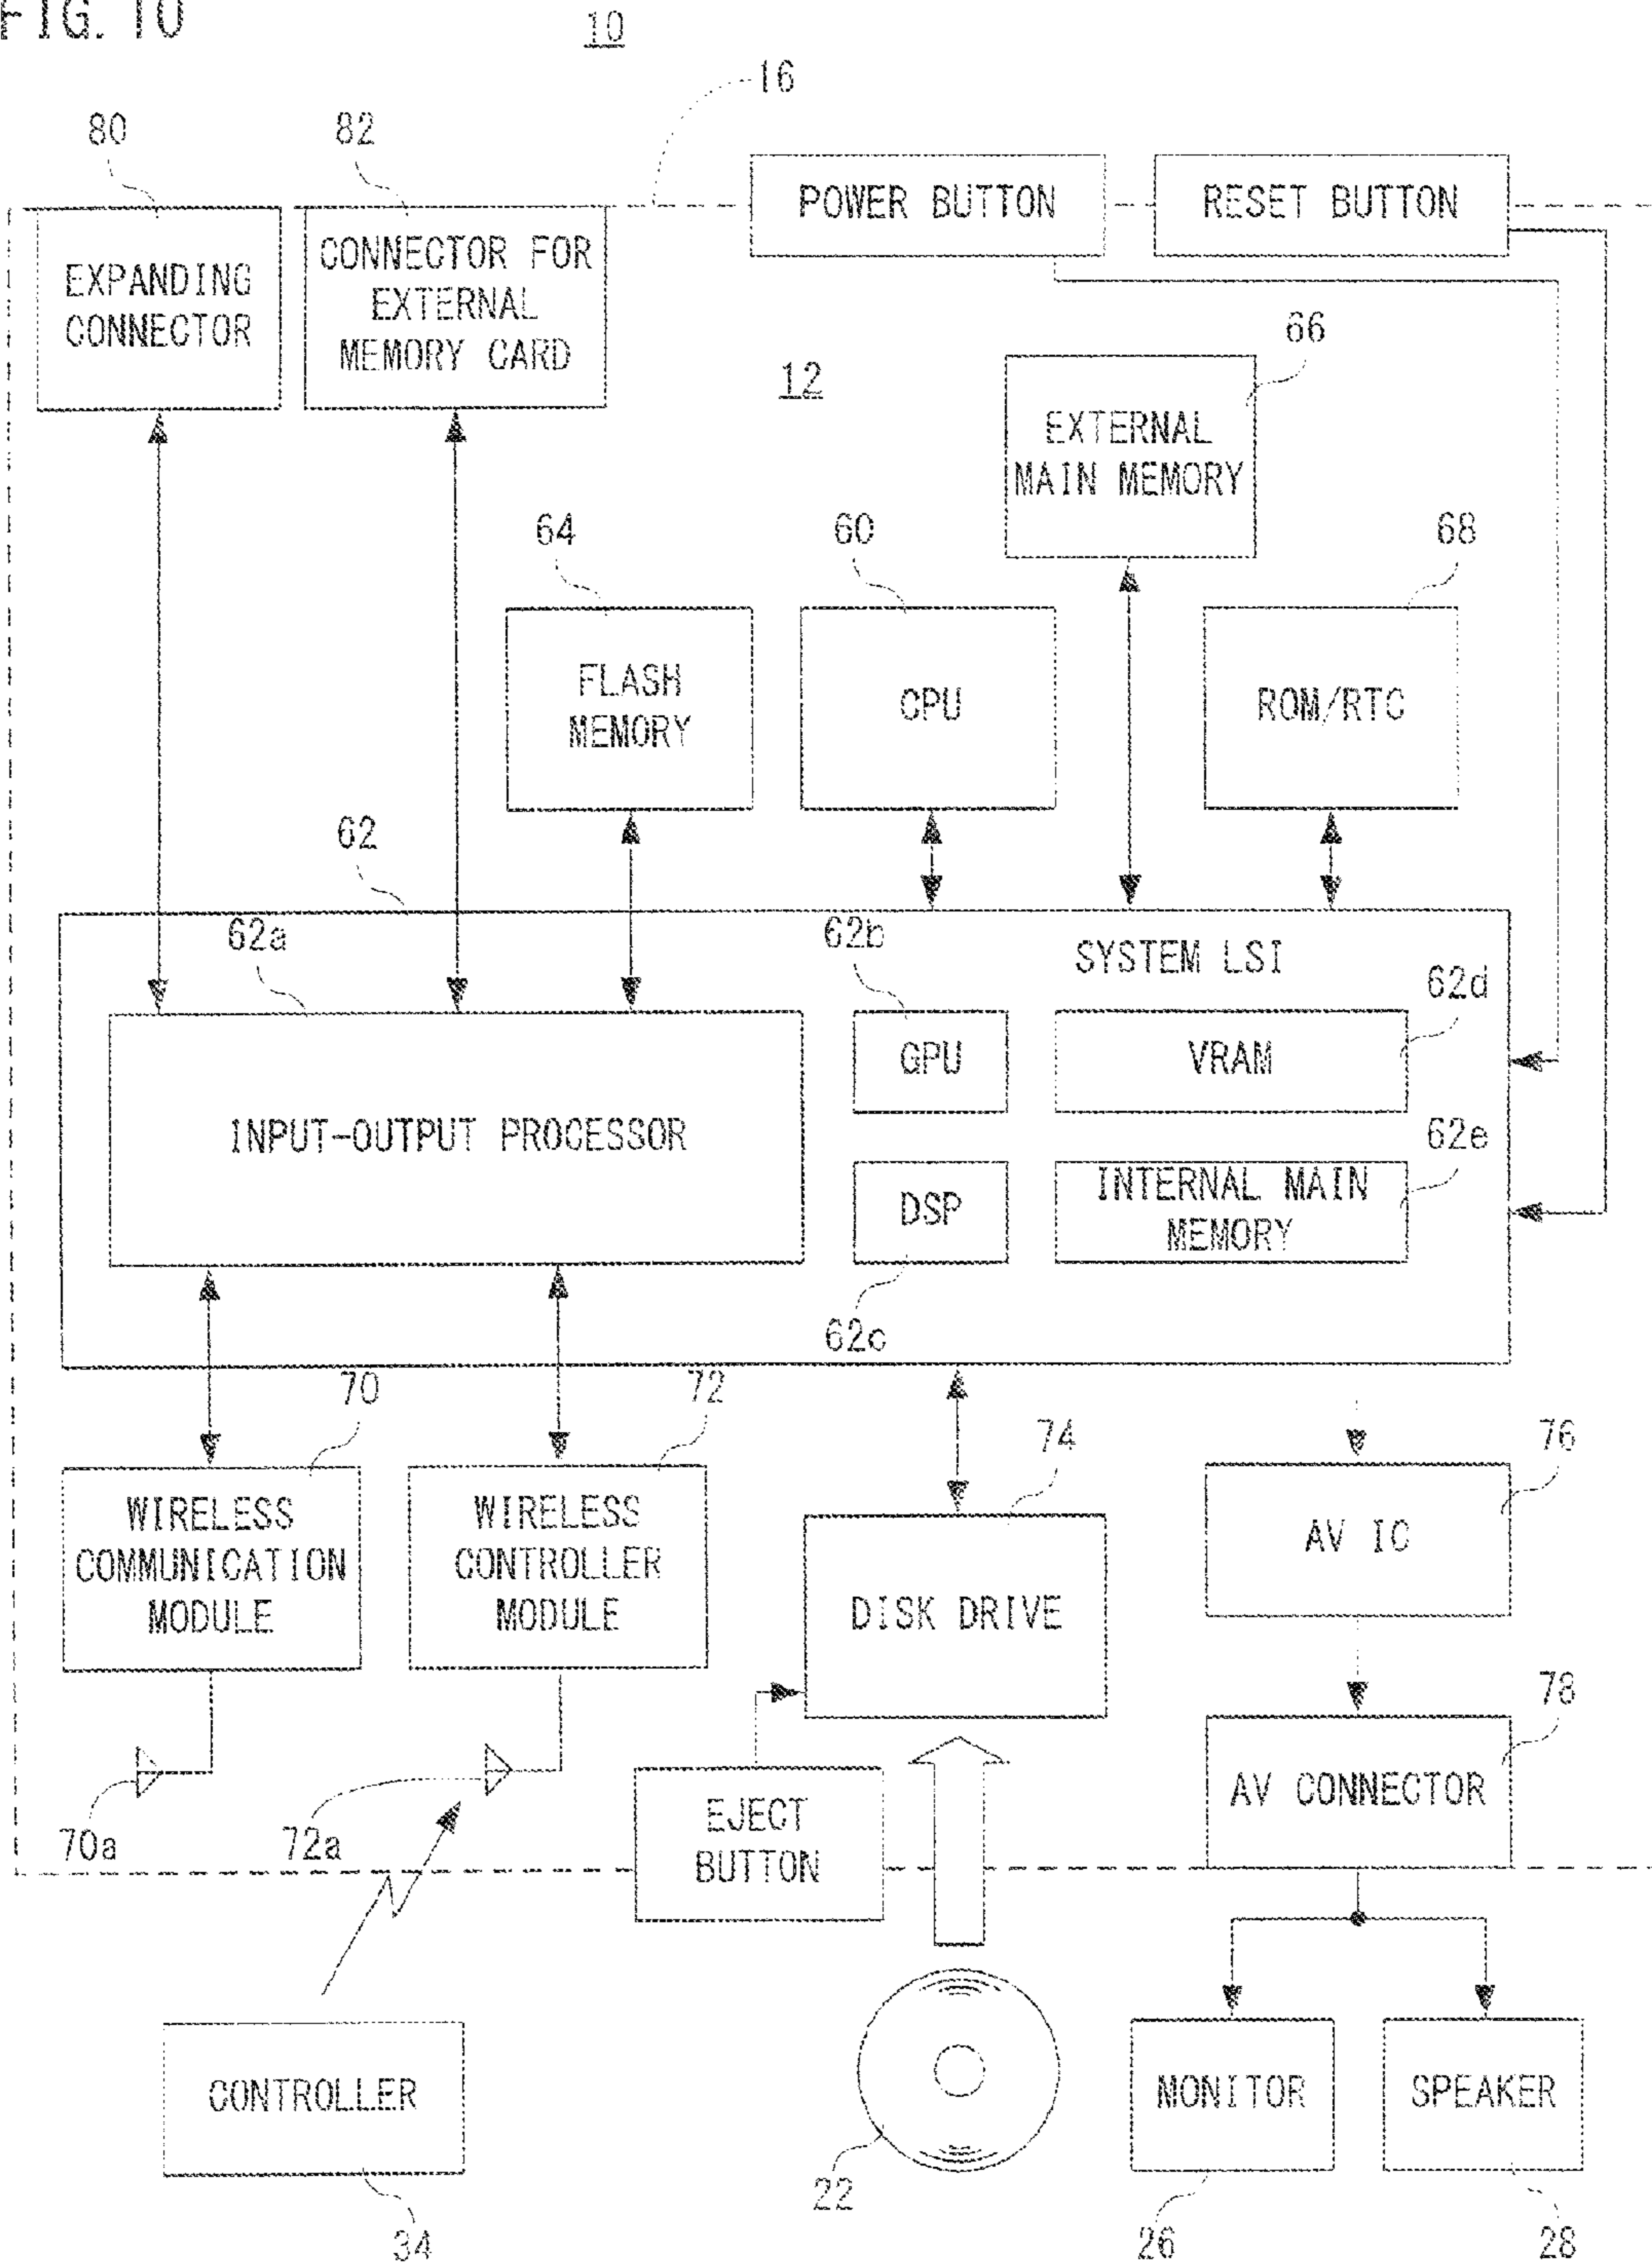 FIG. 10
10
16
80
82
POWER BUTTON
RESET BUTTON
EXPANDING
CONNECTOR
CONNECTOR FOR
EXTERNAL
MEMORY CARD
12
66
EXTERNAL
MAIN MEMORY
64
60
68
FLASH
MEMORY
CPU
ROM/RTC
62
62a
62b
SYSTEM LSI
62d
GPU
VRAM
INPUT-OUTPUT PROCESSOR
62e
DSP
INTERNAL MAIN
MEMORY
62c
70
72
74
76
WIRELESS
COMMUNICATION
MODULE
WIRELESS
CONTROLLER
MODULE
DISK DRIVE
AV IC
78
AV CONNECTOR
70a
72a
EJECT
BUTTON
CONTROLLER
MONITOR
SPEAKER
22
34
26
28